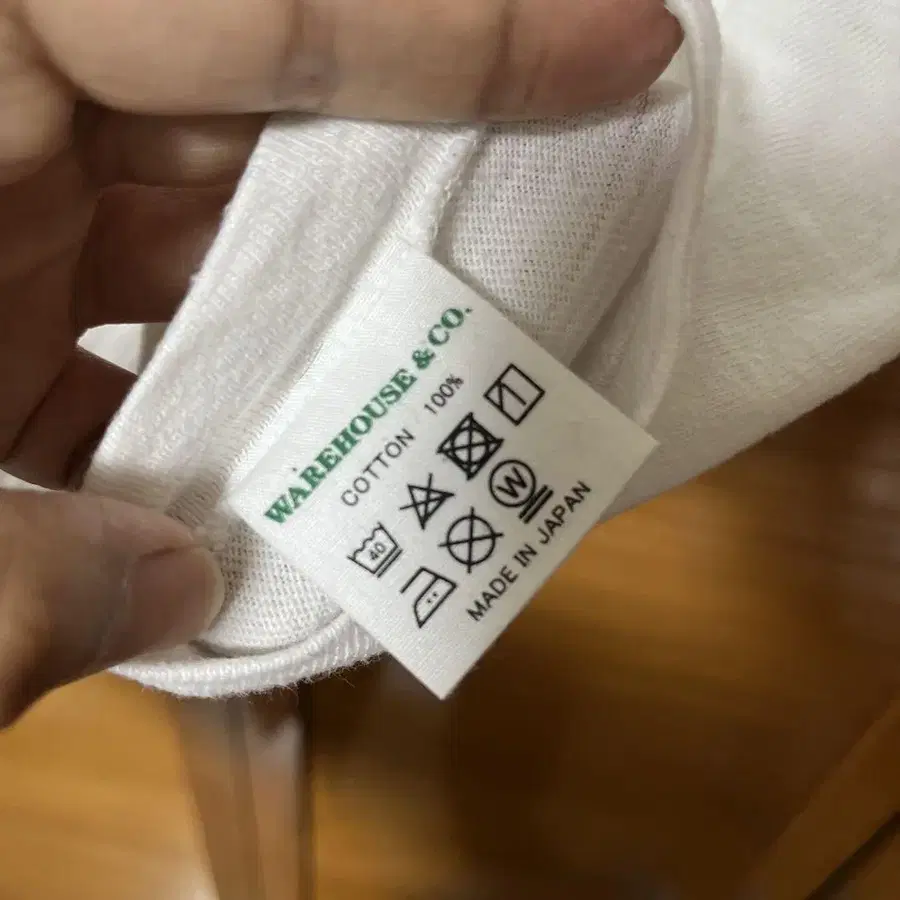 WAREHOUSE & CO.
COTTON 100%
40
W
MADE IN JAPAN